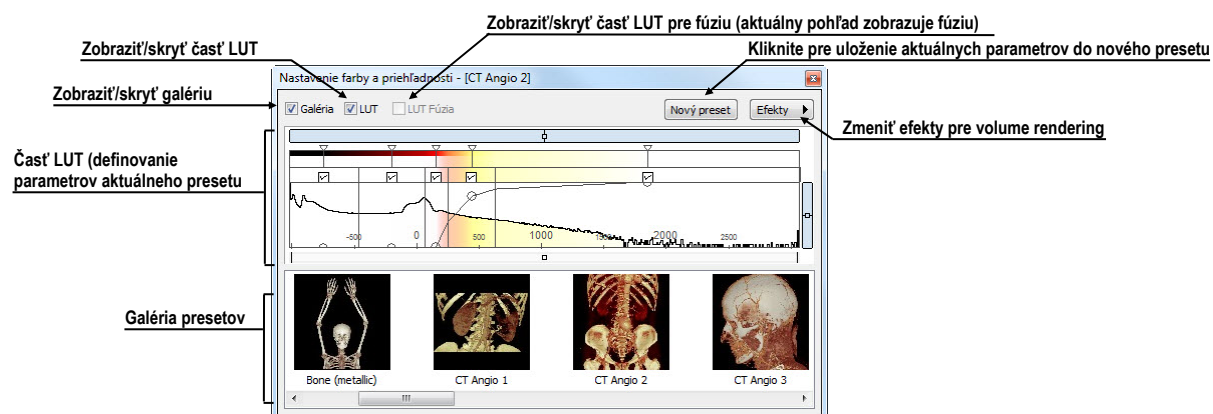 Zobraziť/skryť časť LUT pre fúziu (aktuálny pohľad zobrazuje fúziu)
Zobraziť/skryť časť LUT
Kliknite pre uloženie aktuálnych parametrov do nového presetu
Nastavenie farby a priehľadnosti - [CT Angio 2]
Zobraziť/skryť galériu
Galéria LUT LUT Fúzia Nový preset Efekty
Zmeniť efekty pre volume rendering
Časť LUT (definovanie
parametrov aktuálneho presetu
-500 0 500 1000 1500 2000 2500
Galéria presetov
Bone (metallic) CT Angio 1 CT Angio 2 CT Angio 3